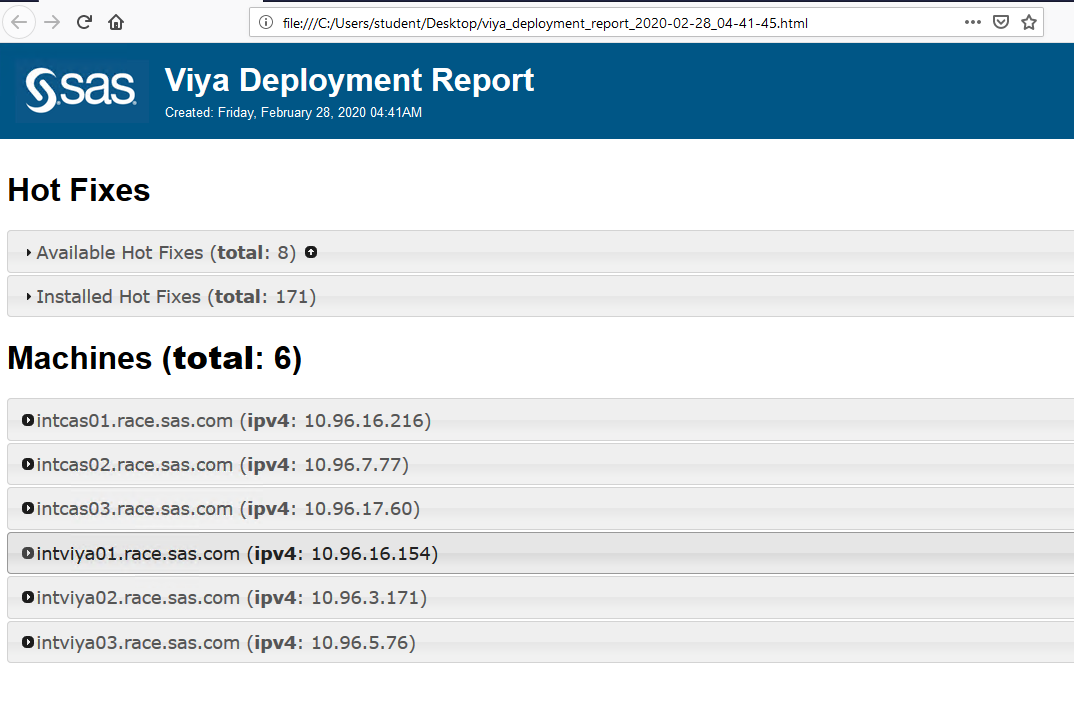 file:///C:/Users/student/Desktop/viya_deployment_report_2020-02-28_04-41-45.html
sas
Viya Deployment Report
Created: Friday, February 28, 2020 04:41AM
Hot Fixes
Available Hot Fixes (total: 8)
Installed Hot Fixes (total: 171)
Machines (total: 6)
intcas01.race.sas.com (ipv4: 10.96.16.216)
intcas02.race.sas.com (ipv4: 10.96.7.77)
intcas03.race.sas.com (ipv4: 10.96.17.60)
intviya01.race.sas.com (ipv4: 10.96.16.154)
intviya02.race.sas.com (ipv4: 10.96.3.171)
intviya03.race.sas.com (ipv4: 10.96.5.76)